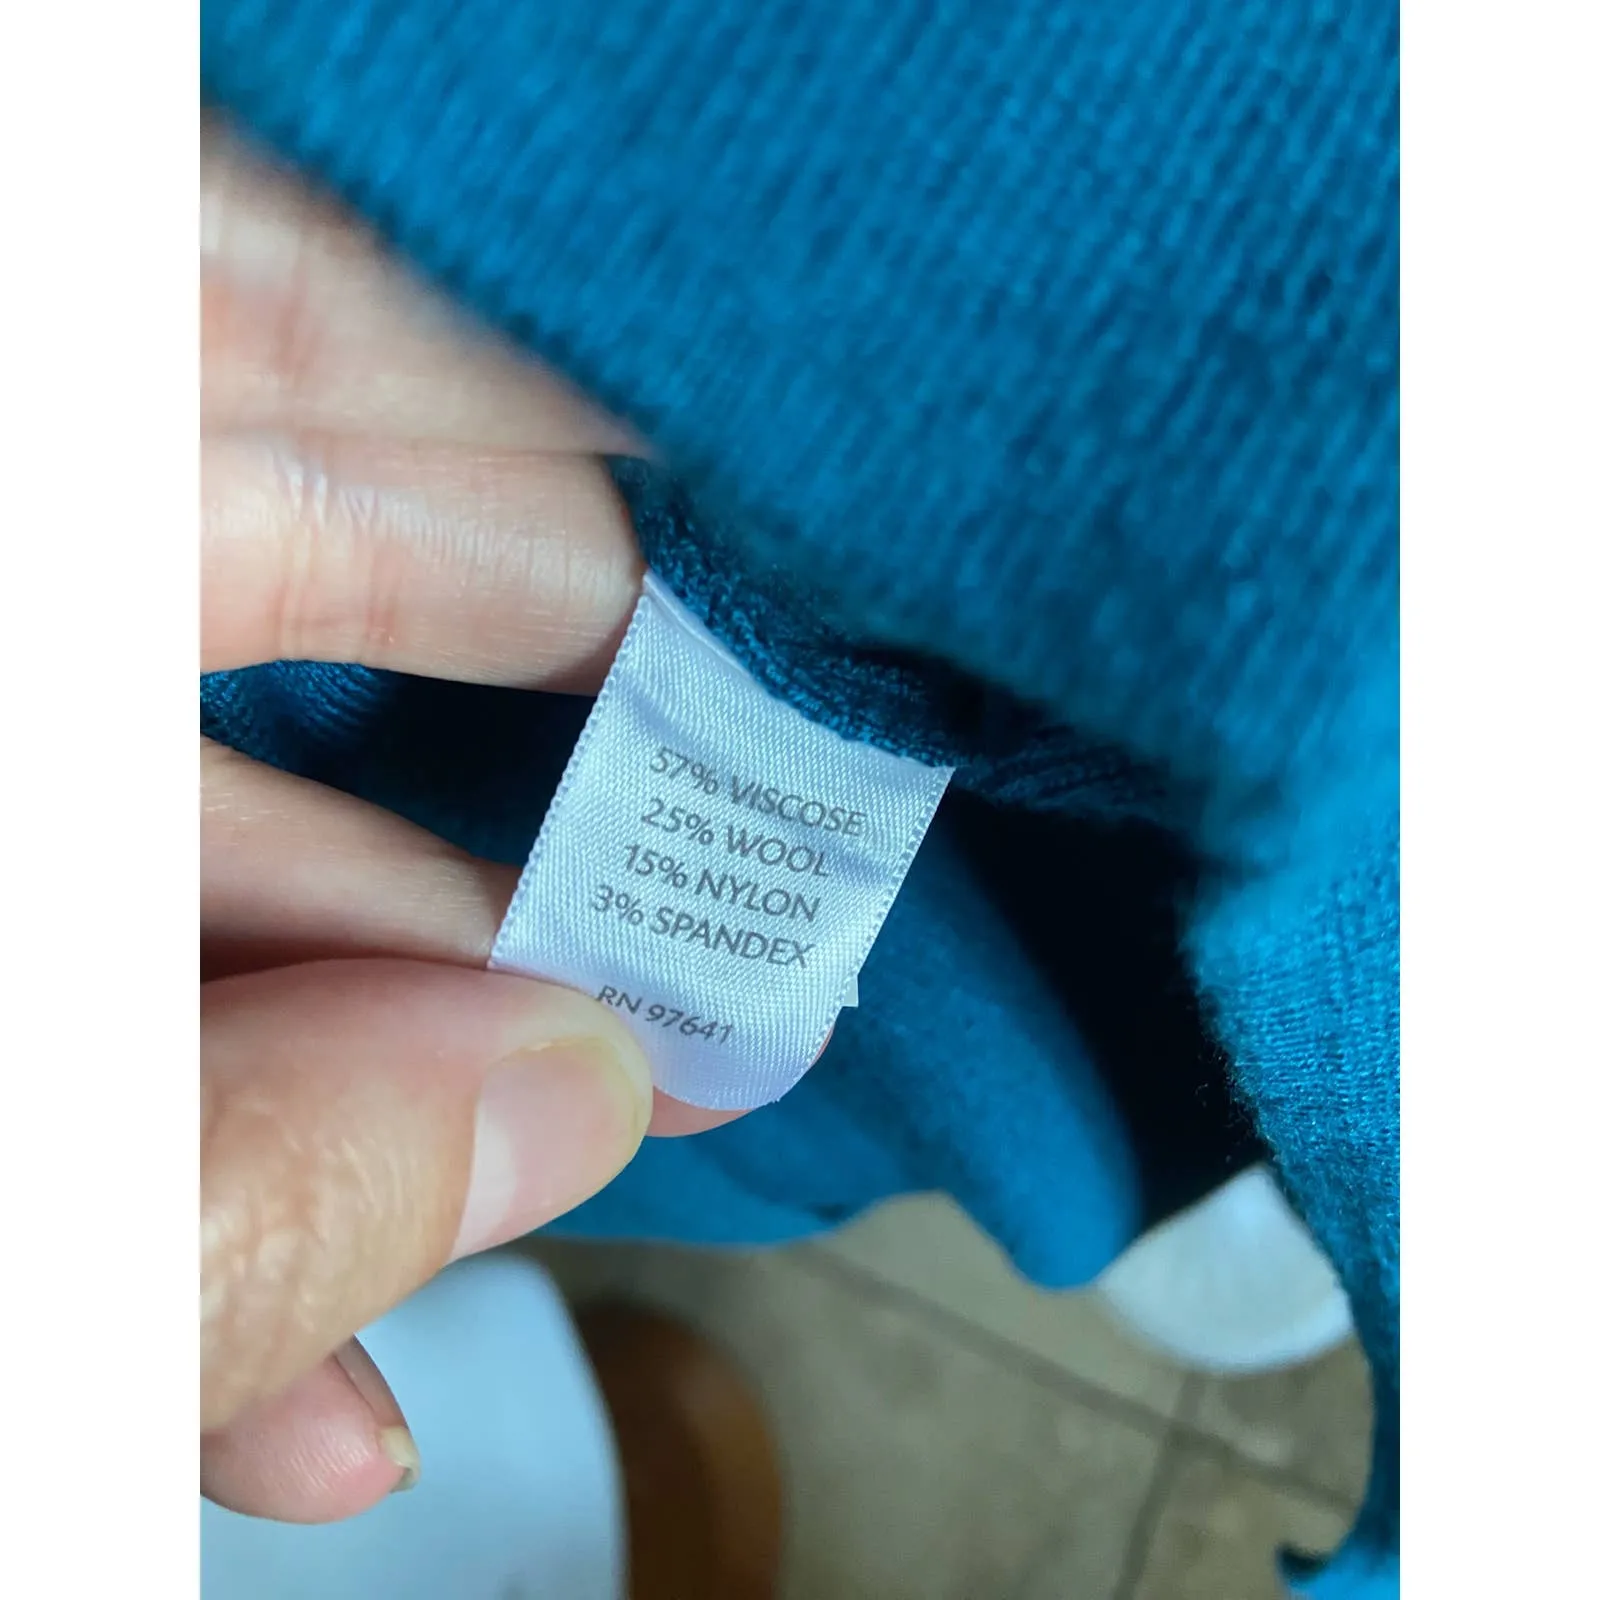 57% VISCOSE
25% WOOL
15% NYLON
3% SPANDEX
RN 97641